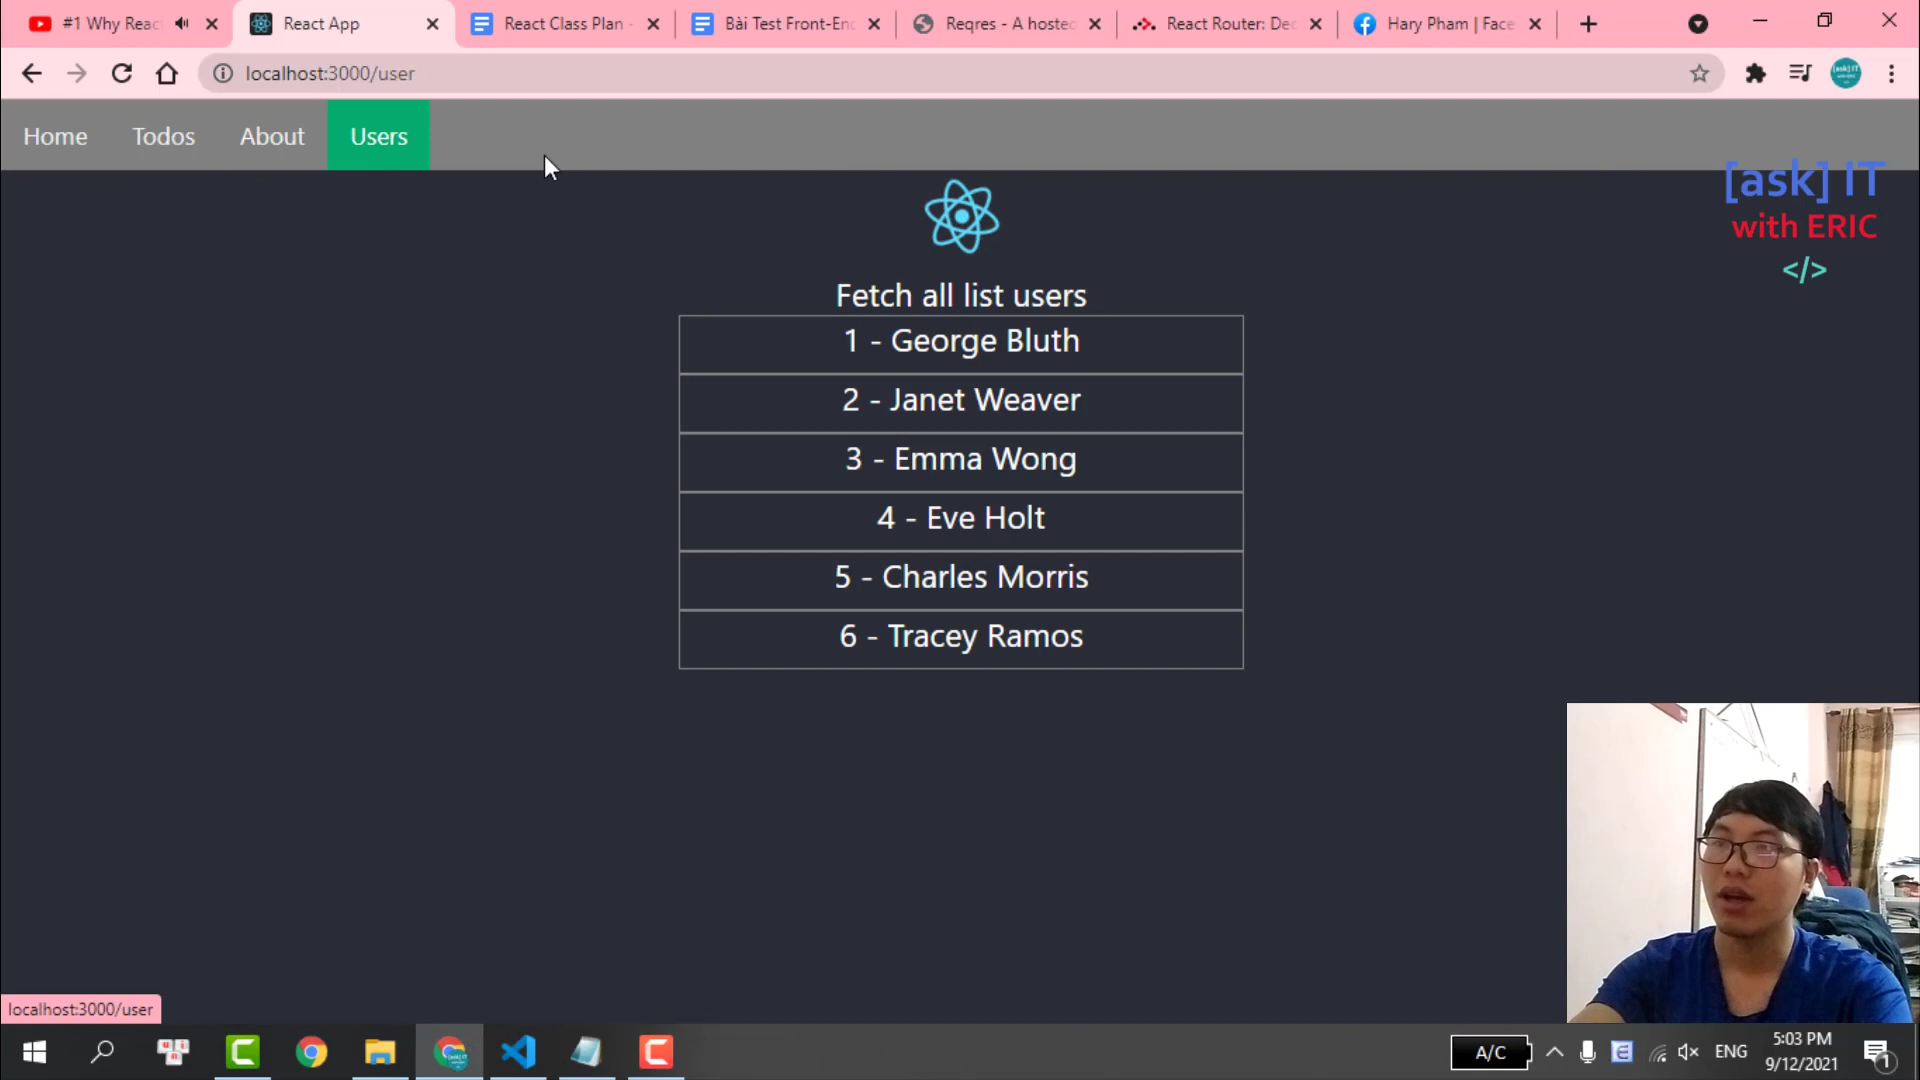 #1 Why Reac
React App
React Class Plan -
Bài Test Front-En
Reqres - A hosted
React Router: Dec
Hary Pham | Face
localhost:3000/user
Home
Todos
About
Users
[ask] IT
with ERIC
</>
Fetch all list users
1 - George Bluth
2 - Janet Weaver
3 - Emma Wong
4 - Eve Holt
5 - Charles Morris
6 - Tracey Ramos
localhost:3000/user
A/C
ENG
5:03 PM
9/12/2021
1